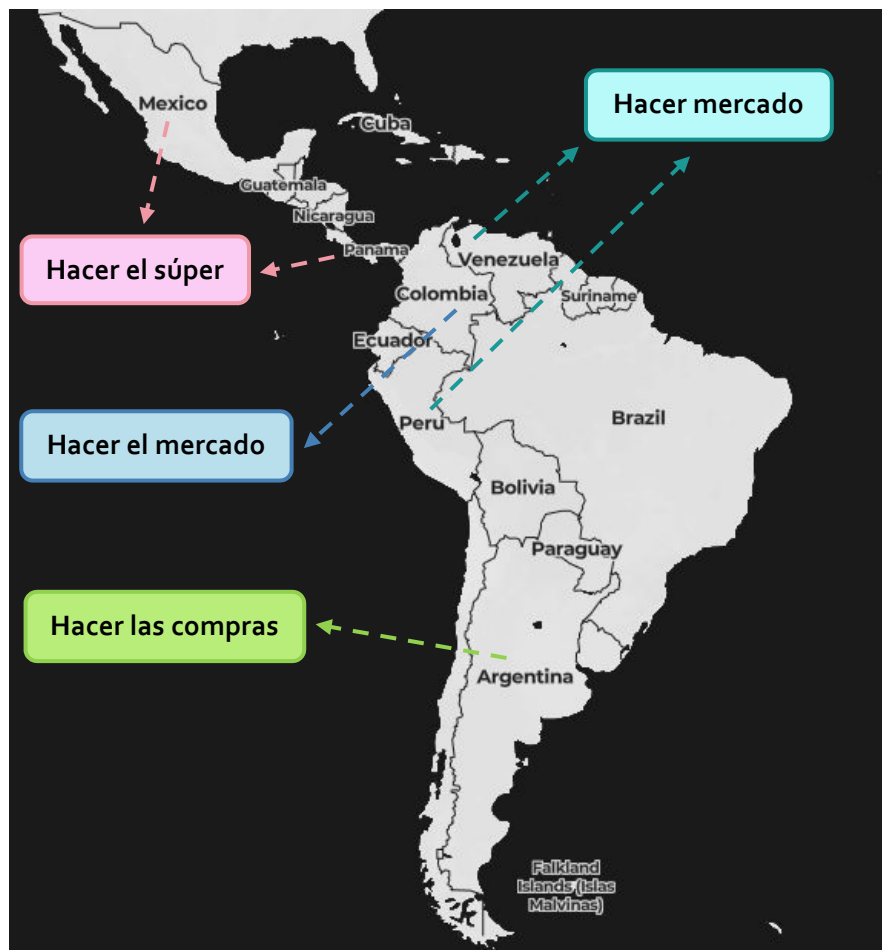 Hacer mercado
Mexico
Cuba
Guatemala
Nicaragua
Hacer el súper
Panama
Venezuela
Colombia
Suriname
Ecuador
Peru
Brazil
Hacer el mercado
Bolivia
Paraguay
Hacer las compras
Argentina
Falkland
Islands (Islas
Malvinas)